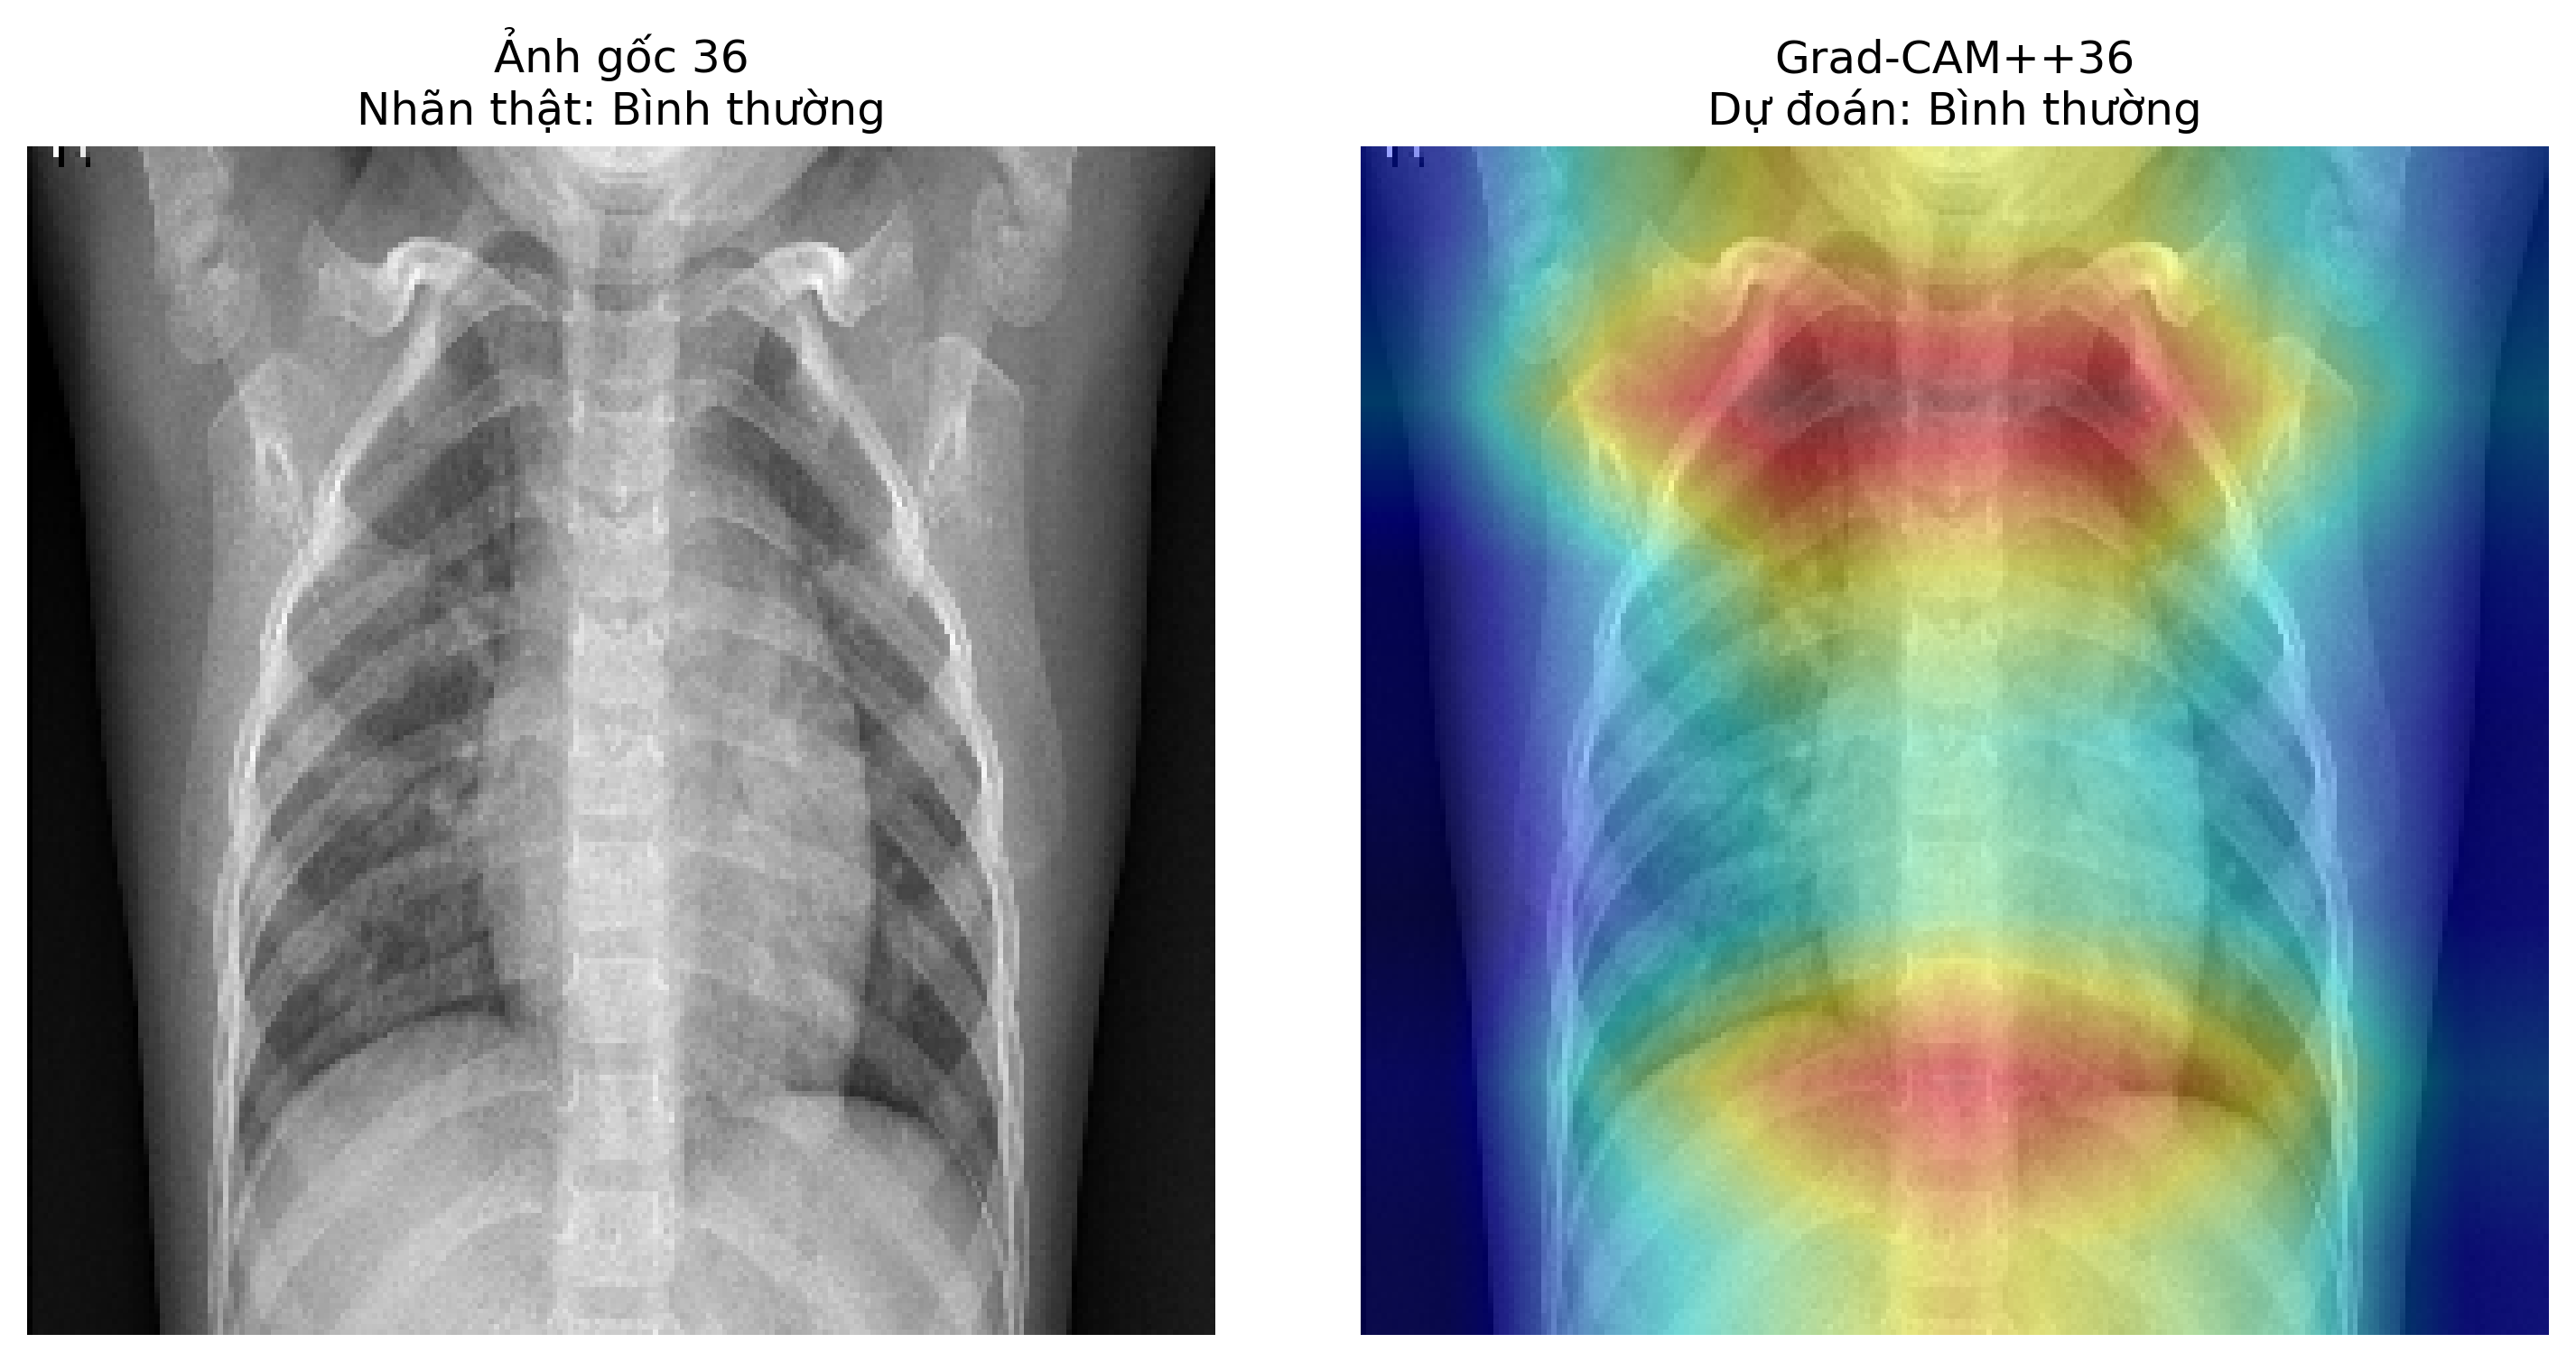 Ảnh gốc 36
Nhãn thật: Bình thường
Grad-CAM++36
Dự đoán: Bình thường